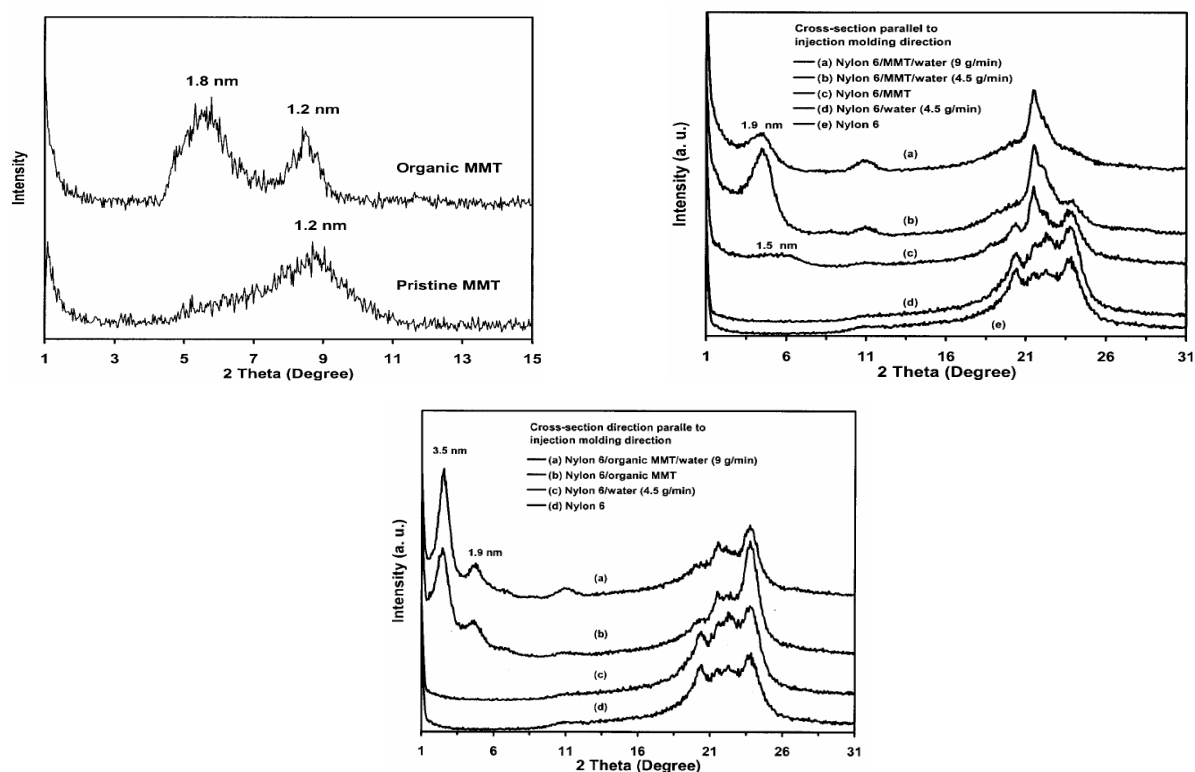 1.8 nm
1.2 nm
Organic MMT
1.2 nm
Pristine MMT
Intensity
1 3 5 7 9 11 13 15
2 Theta (Degree)
Cross-section parallel to
injection molding direction
(a) Nylon 6/MMT/water (9 g/min)
(b) Nylon 6/MMT/water (4.5 g/min)
(c) Nylon 6/MMT
(d) Nylon 6/water (4.5 g/min)
(e) Nylon 6
1.9 nm
(a)
(b)
1.5 nm
(c)
(d)
(e)
Intensity (a. u.)
1 6 11 16 21 26 31
2 Theta (Degree)
Cross-section direction paralle to
injection molding direction
(a) Nylon 6/organic MMT/water (9 g/min)
(b) Nylon 6/organic MMT
(c) Nylon 6/water (4.5 g/min)
(d) Nylon 6
3.5 nm
1.9 nm
(a)
(b)
(c)
(d)
Intensity (a. u.)
1 6 11 16 21 26 31
2 Theta (Degree)